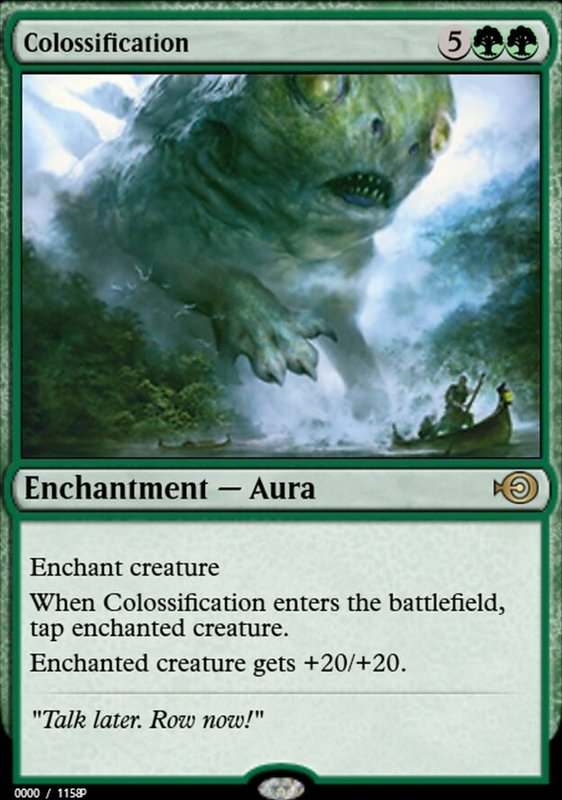 Colossification 5
Enchantment — Aura
Enchant creature
When Colossification enters the battlefield,
tap enchanted creature.
Enchanted creature gets +20/+20.
"Talk later. Row now!"
0000 / 1158P